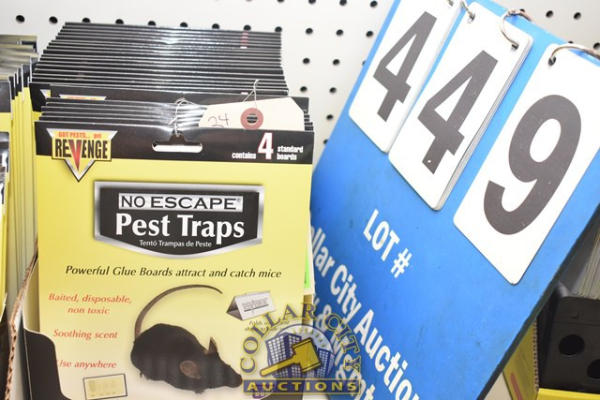 GOT PESTS... get
REVENGE
24
contains 4 standard boards
NO ESCAPE®
Pest Traps
Tentó Trampas de Peste
Powerful Glue Boards attract and catch mice
Baited, disposable,
non toxic
Soothing scent
Use anywhere
449
LOT #
Collar City Auctions
COLLAR CITY
AUCTIONS